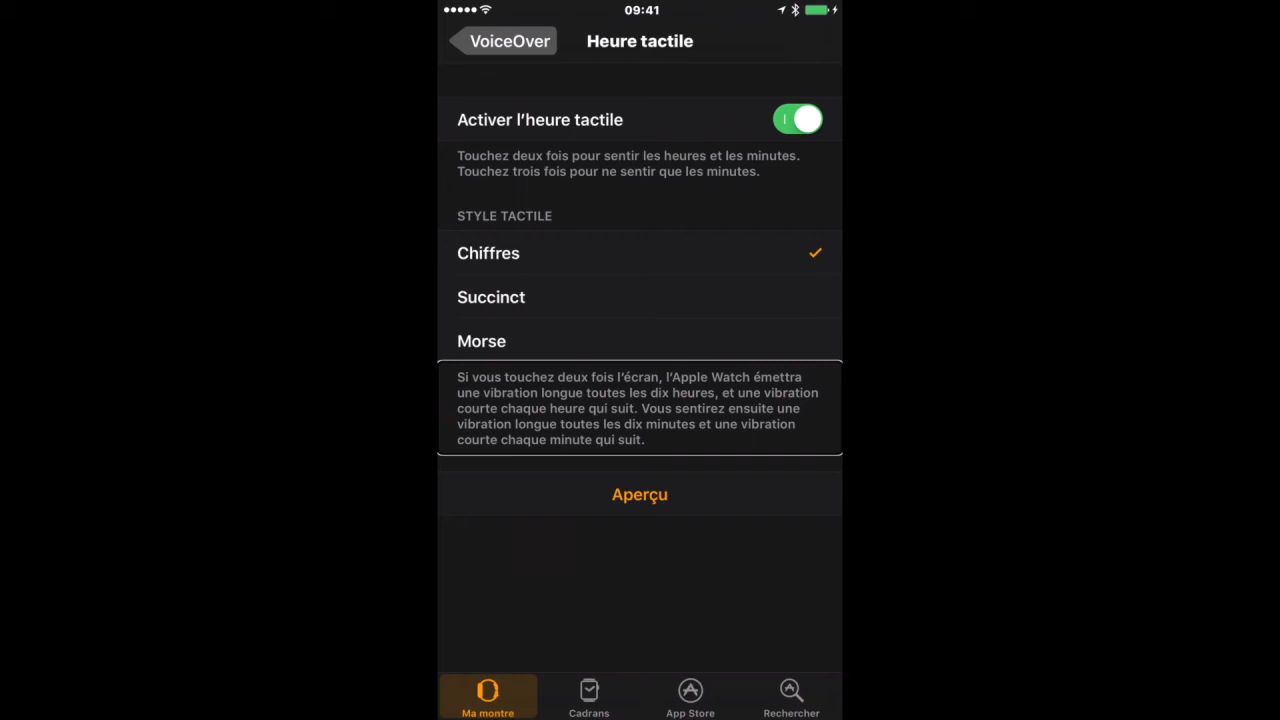 09:41
VoiceOver
Heure tactile
Activer l’heure tactile
Touchez deux fois pour sentir les heures et les minutes.
Touchez trois fois pour ne sentir que les minutes.
STYLE TACTILE
Chiffres
Succinct
Morse
Si vous touchez deux fois l’écran, l’Apple Watch émettra
une vibration longue toutes les dix heures, et une vibration
courte chaque heure qui suit. Vous sentirez ensuite une
vibration longue toutes les dix minutes et une vibration
courte chaque minute qui suit.
Aperçu
Ma montre
Cadrans
App Store
Rechercher